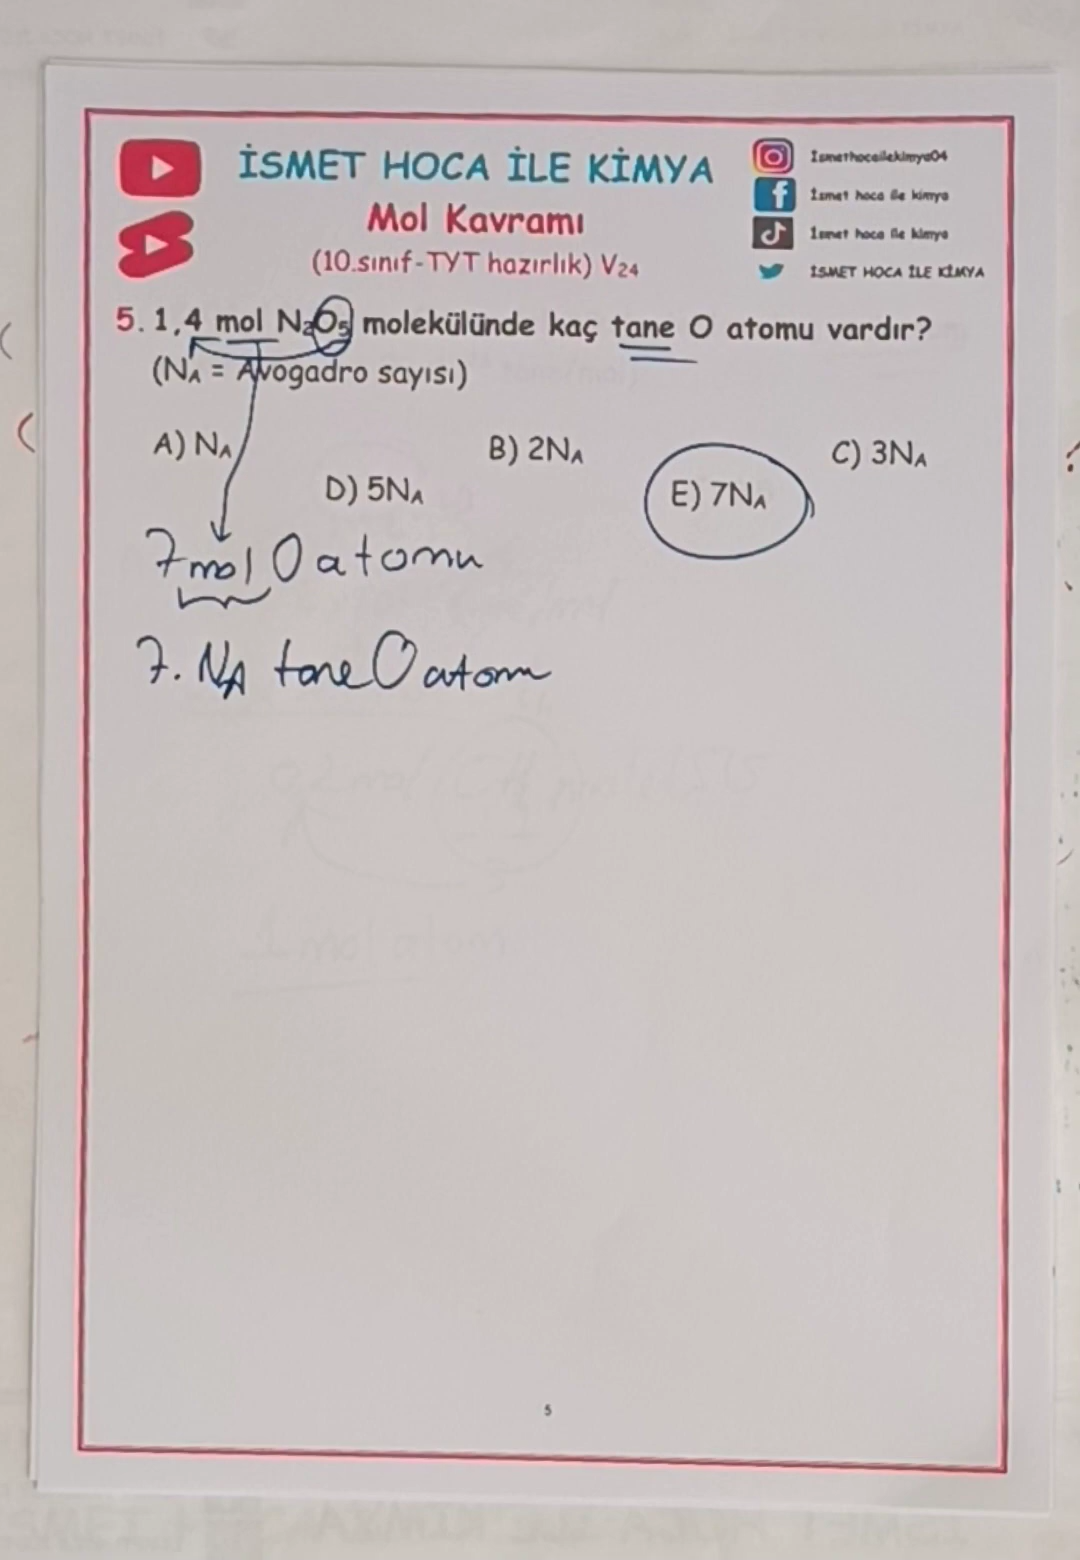 İSMET HOCA İLE KİMYA
Mol Kavramı
(10.sınıf-TYT hazırlık) V24
İsmethocailekimya04
İsmet hoca ile kimya
İsmet hoca ile kimya
İSMET HOCA İLE KİMYA
5. 1,4 mol N₂O₅ molekülünde kaç tane O atomu vardır?
(NA = Avogadro sayısı)
A) NA
B) 2NA
C) 3NA
D) 5NA
E) 7NA
7mol O atomu
7. NA tane O atom
5